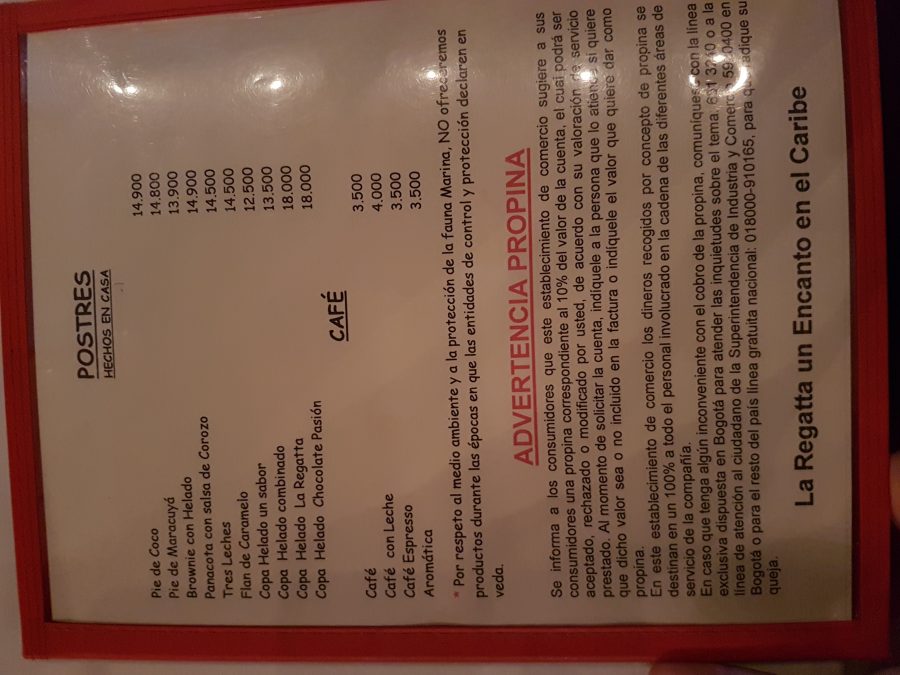 POSTRES
HECHOS EN CASA
Pie de Coco 14.900
Pie de Maracuyá 14.800
Brownie con Helado 13.900
Panacota con salsa de Corozo 14.900
Tres Leches 14.500
Flan de Caramelo 14.500
Copa Helado un sabor 12.500
Copa Helado combinado 13.500
Copa Helado La Regatta 18.000
Copa Helado Chocolate Pasión 18.000
CAFÉ
Café 3.500
Café con Leche 4.000
Café Espresso 3.500
Aromática 3.500
* Por respeto al medio ambiente y a la protección de la fauna Marina, NO ofreceremos
productos durante las épocas en que las entidades de control y protección declaren en
veda.
ADVERTENCIA PROPINA
Se informa a los consumidores que este establecimiento de comercio sugiere a sus
consumidores una propina correspondiente al 10% del valor de la cuenta, el cual podrá ser
aceptado, rechazado o modificado por usted, de acuerdo con su valoración de servicio
prestado. Al momento de solicitar la cuenta, indíquele a la persona que lo atiende si quiere
que dicho valor sea o no incluido en la factura o indíquele el valor que quiere dar como
propina.
En este establecimiento de comercio los dineros recogidos por concepto de propina se
destinan en un 100% a todo el personal involucrado en la cadena de las diferentes áreas de
servicio de la compañía.
En caso que tenga algún inconveniente con el cobro de la propina, comuniques con la línea
exclusiva dispuesta en Bogotá para atender las inquietudes sobre el tema, o a la
línea de atención al ciudadano de la Superintendencia de Industria y Comercio en
Bogotá o para el resto del país línea gratuita nacional: 018000-910165, para que radique su
queja.
La Regatta un Encanto en el Caribe